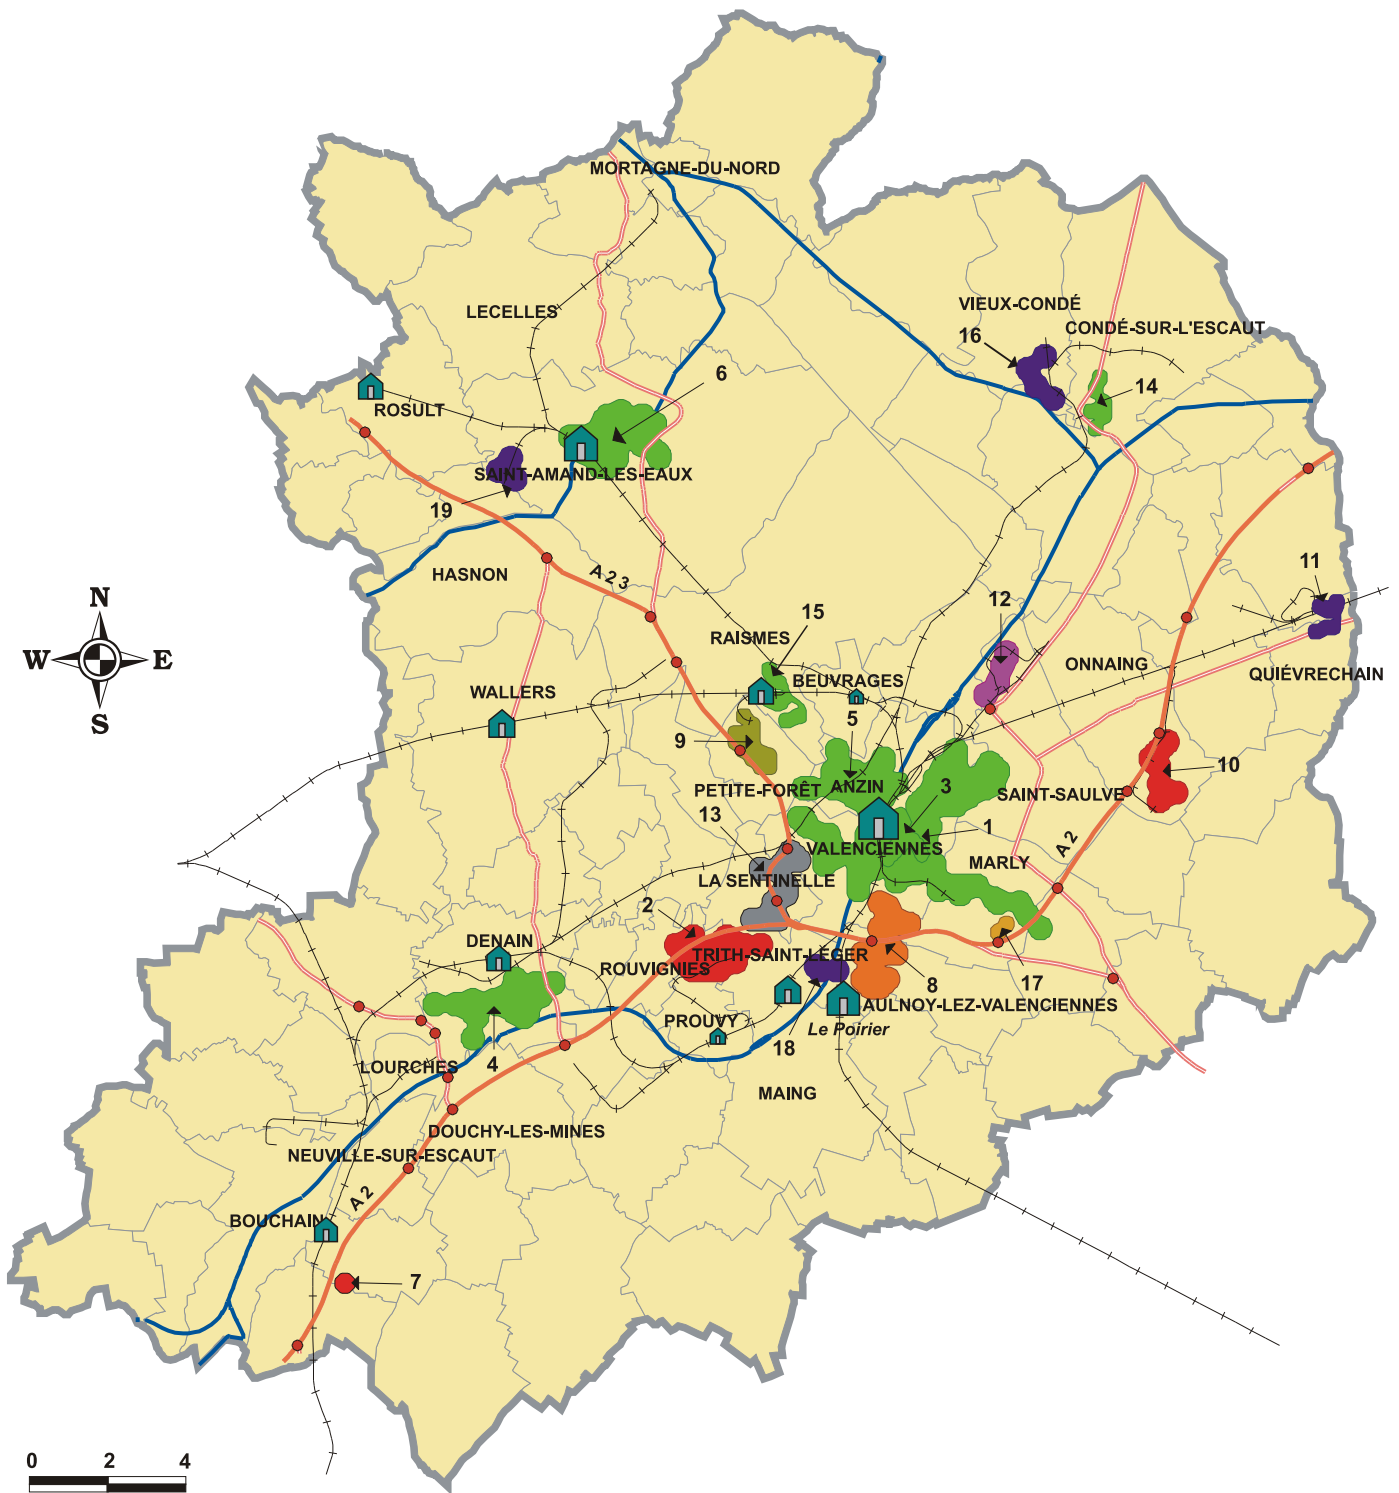 MORTAGNE-DU-NORD
VIEUX-CONDÉ
LECELLES
CONDÉ-SUR-L'ESCAUT
16
6
14
ROSULT
SAINT-AMAND-LES-EAUX
19
11
HASNON
A 23
N
W
E
S
15
12
RAISMES
ONNAING
QUIÉVRECHAIN
BEUVRAGES
WALLERS
5
9
10
PETITE-FORÊT
ANZIN
3
SAINT-SAULVE
13
1
VALENCIENNES
MARLY
A 2
LA SENTINELLE
2
DENAIN
TRITH-SAINT-LÉGER
ROUVIGNIES
8
17
AULNOY-LEZ-VALENCIENNES
PROUVY
Le Poirier
18
4
LOURCHES
MAING
DOUCHY-LES-MINES
NEUVILLE-SUR-ESCAUT
A 2
BOUCHAIN
7
0 2 4